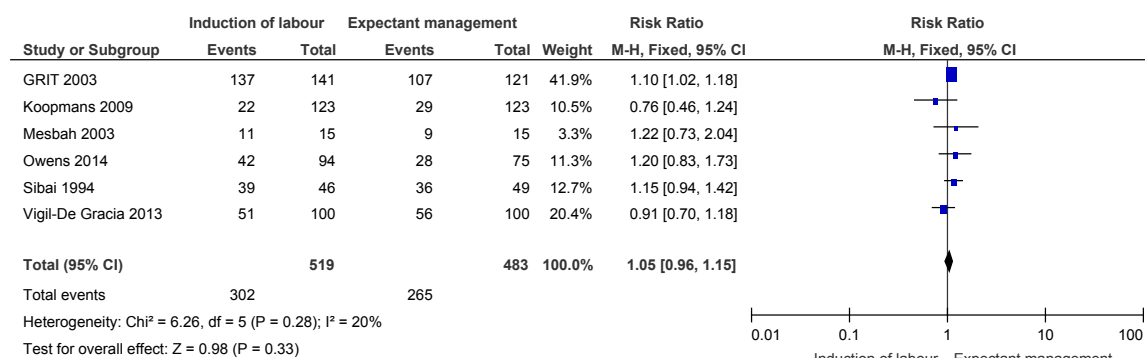 Induction of labour Expectant management Risk Ratio Risk Ratio
Study or Subgroup Events Total Events Total Weight M-H, Fixed, 95% CI M-H, Fixed, 95% CI
GRIT 2003 137 141 107 121 41.9% 1.10 [1.02, 1.18]
Koopmans 2009 22 123 29 123 10.5% 0.76 [0.46, 1.24]
Mesbah 2003 11 15 9 15 3.3% 1.22 [0.73, 2.04]
Owens 2014 42 94 28 75 11.3% 1.20 [0.83, 1.73]
Sibai 1994 39 46 36 49 12.7% 1.15 [0.94, 1.42]
Vigil-De Gracia 2013 51 100 56 100 20.4% 0.91 [0.70, 1.18]
Total (95% CI) 519 483 100.0% 1.05 [0.96, 1.15]
Total events 302 265
Heterogeneity: Chi² = 6.26, df = 5 (P = 0.28); I² = 20%
Test for overall effect: Z = 0.98 (P = 0.33)
0.01 0.1 1 10 100
Induction of labour Expectant management